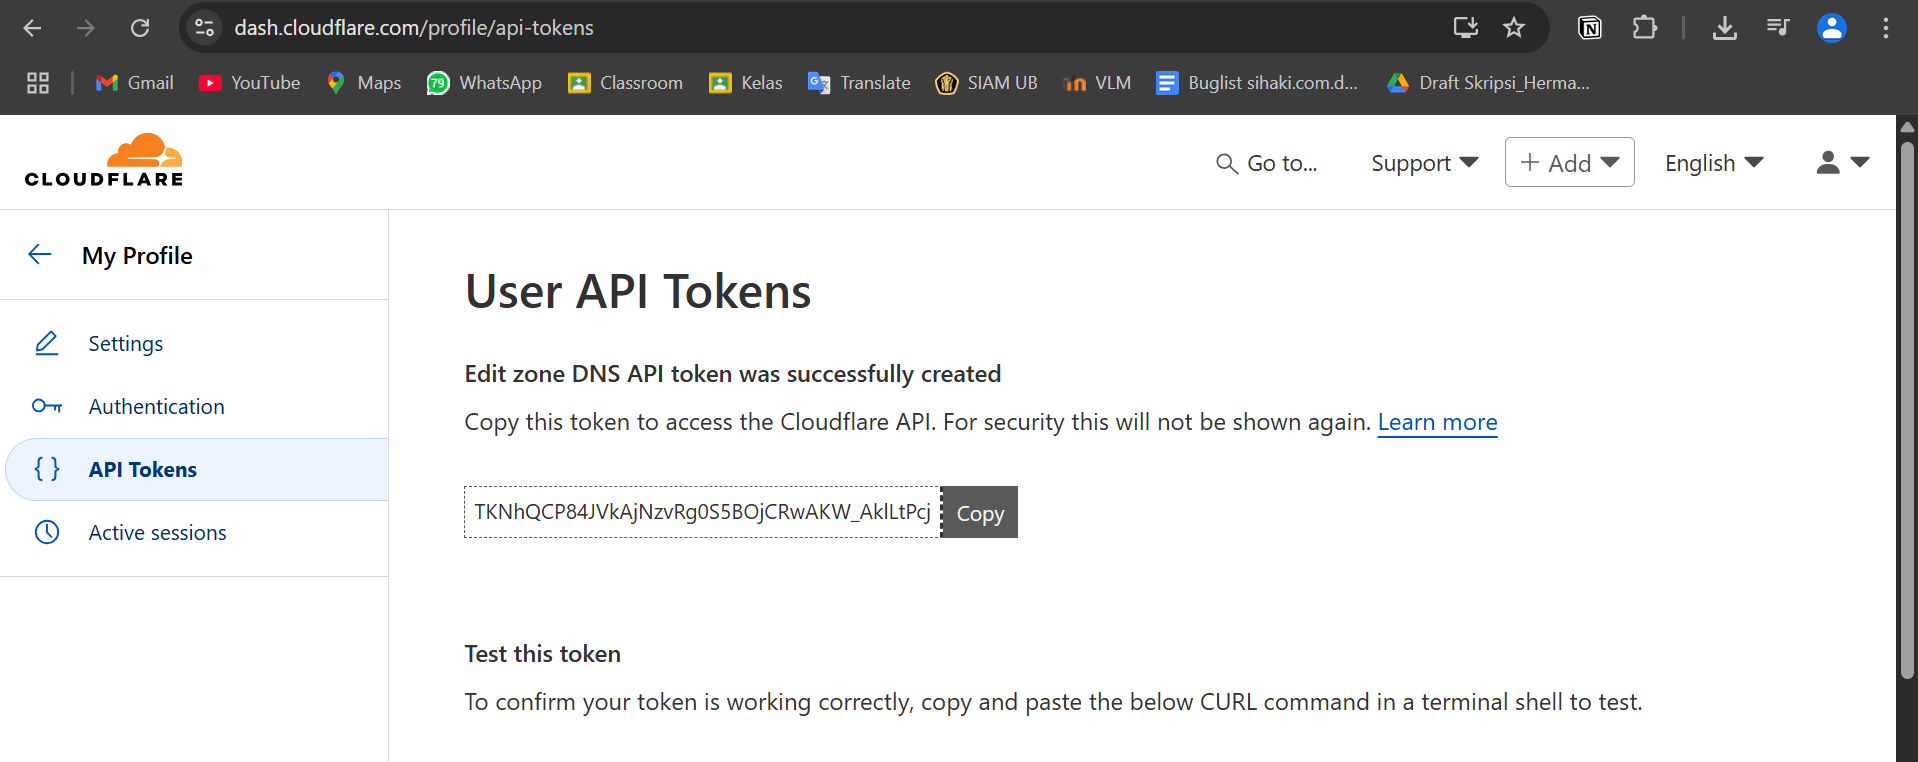 dash.cloudflare.com/profile/api-tokens
Gmail
YouTube
Maps
79 WhatsApp
Classroom
Kelas
Translate
SIAM UB
VLM
Buglist sihaki.com.d...
Draft Skripsi_Herma...
CLOUDFLARE
Go to...
Support
+ Add
English
My Profile
Settings
Authentication
API Tokens
Active sessions
User API Tokens
Edit zone DNS API token was successfully created
Copy this token to access the Cloudflare API. For security this will not be shown again. Learn more
TKNhQCP84JVkAjNzvRg0S5BOjCRwAKW_AklLtPcj
Copy
Test this token
To confirm your token is working correctly, copy and paste the below CURL command in a terminal shell to test.